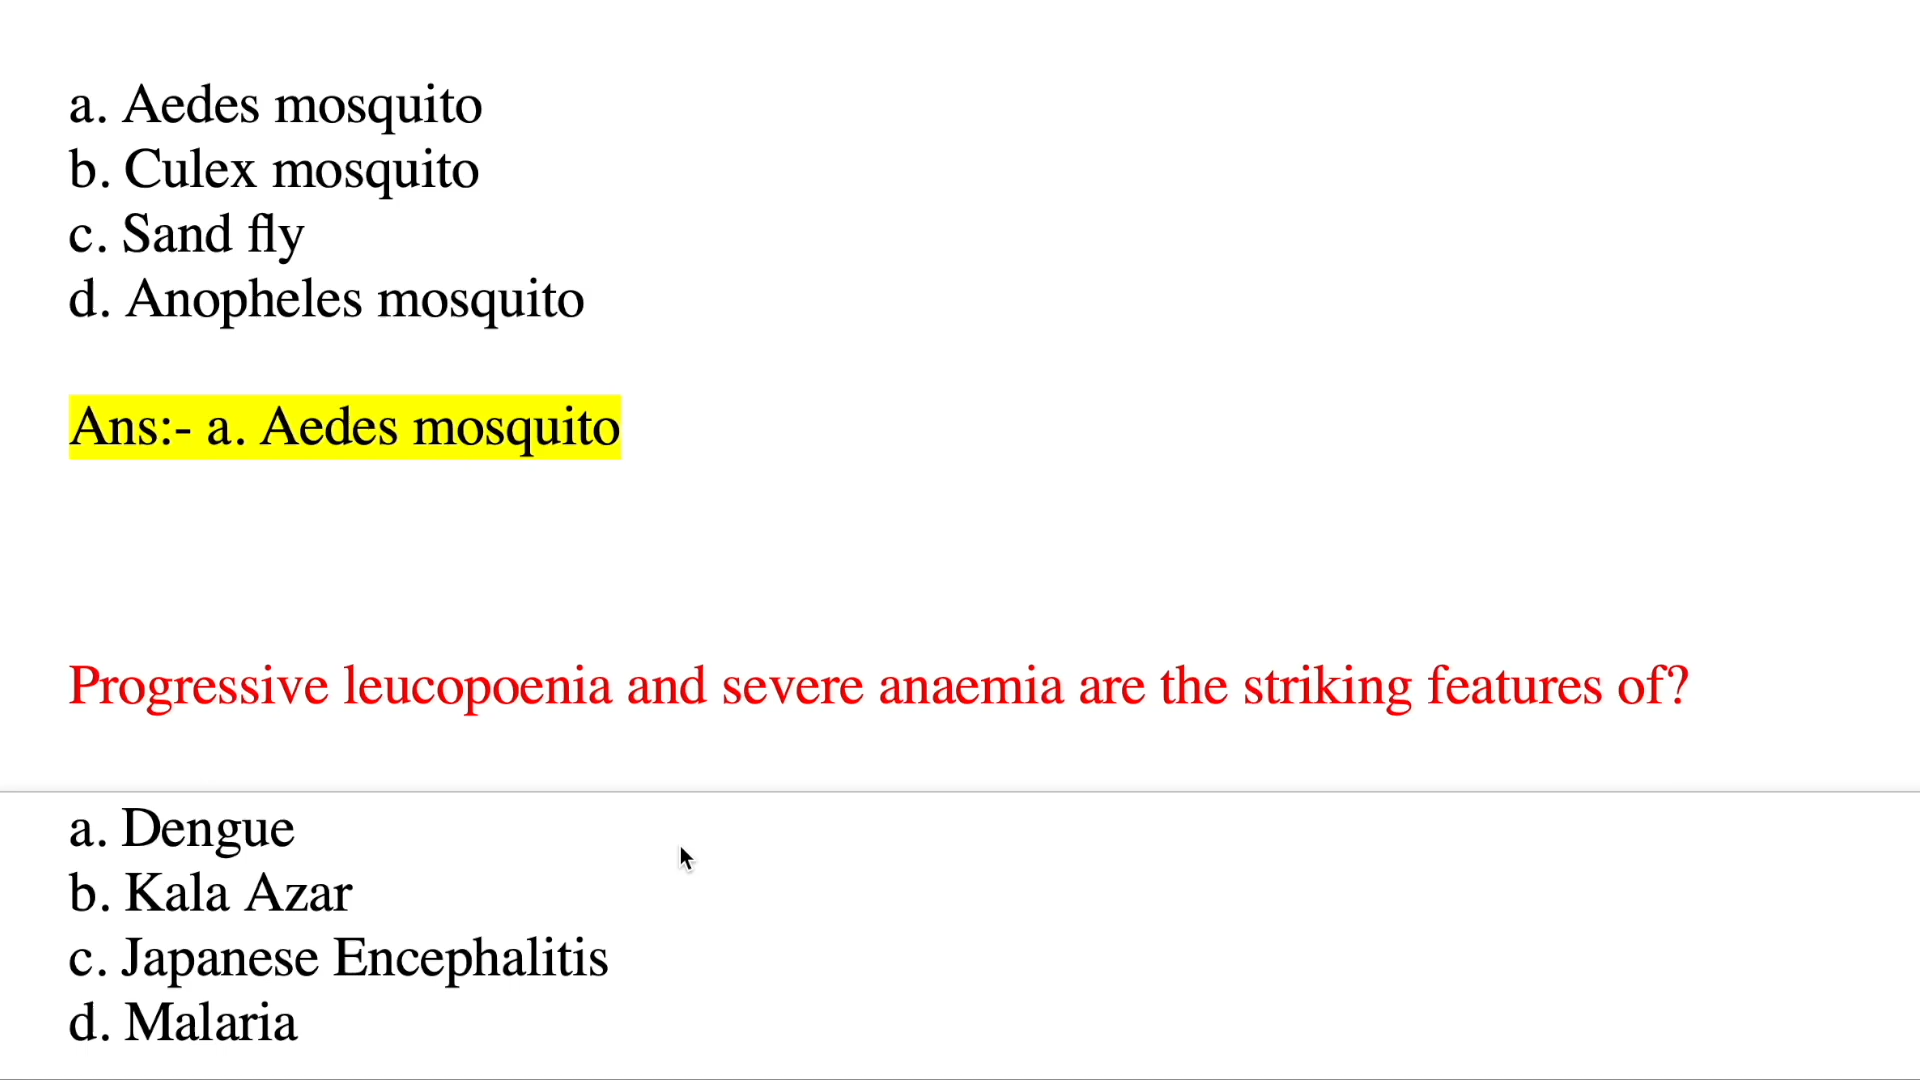 a. Aedes mosquito
b. Culex mosquito
c. Sand fly
d. Anopheles mosquito
Ans:- a. Aedes mosquito
Progressive leucopoenia and severe anaemia are the striking features of?
a. Dengue
b. Kala Azar
c. Japanese Encephalitis
d. Malaria